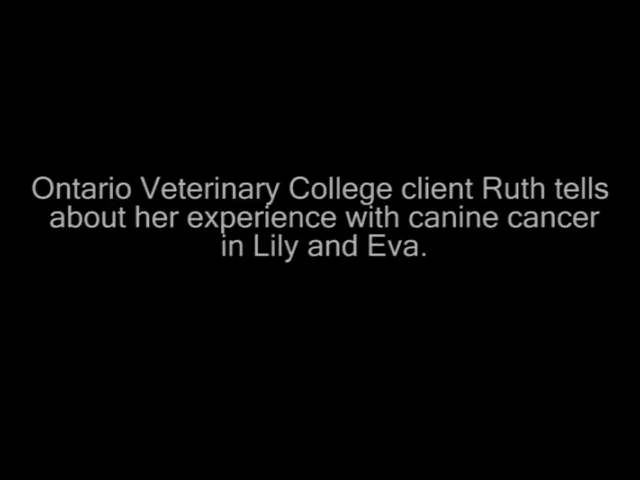 Ontario Veterinary College client Ruth tells
about her experience with canine cancer
in Lily and Eva.